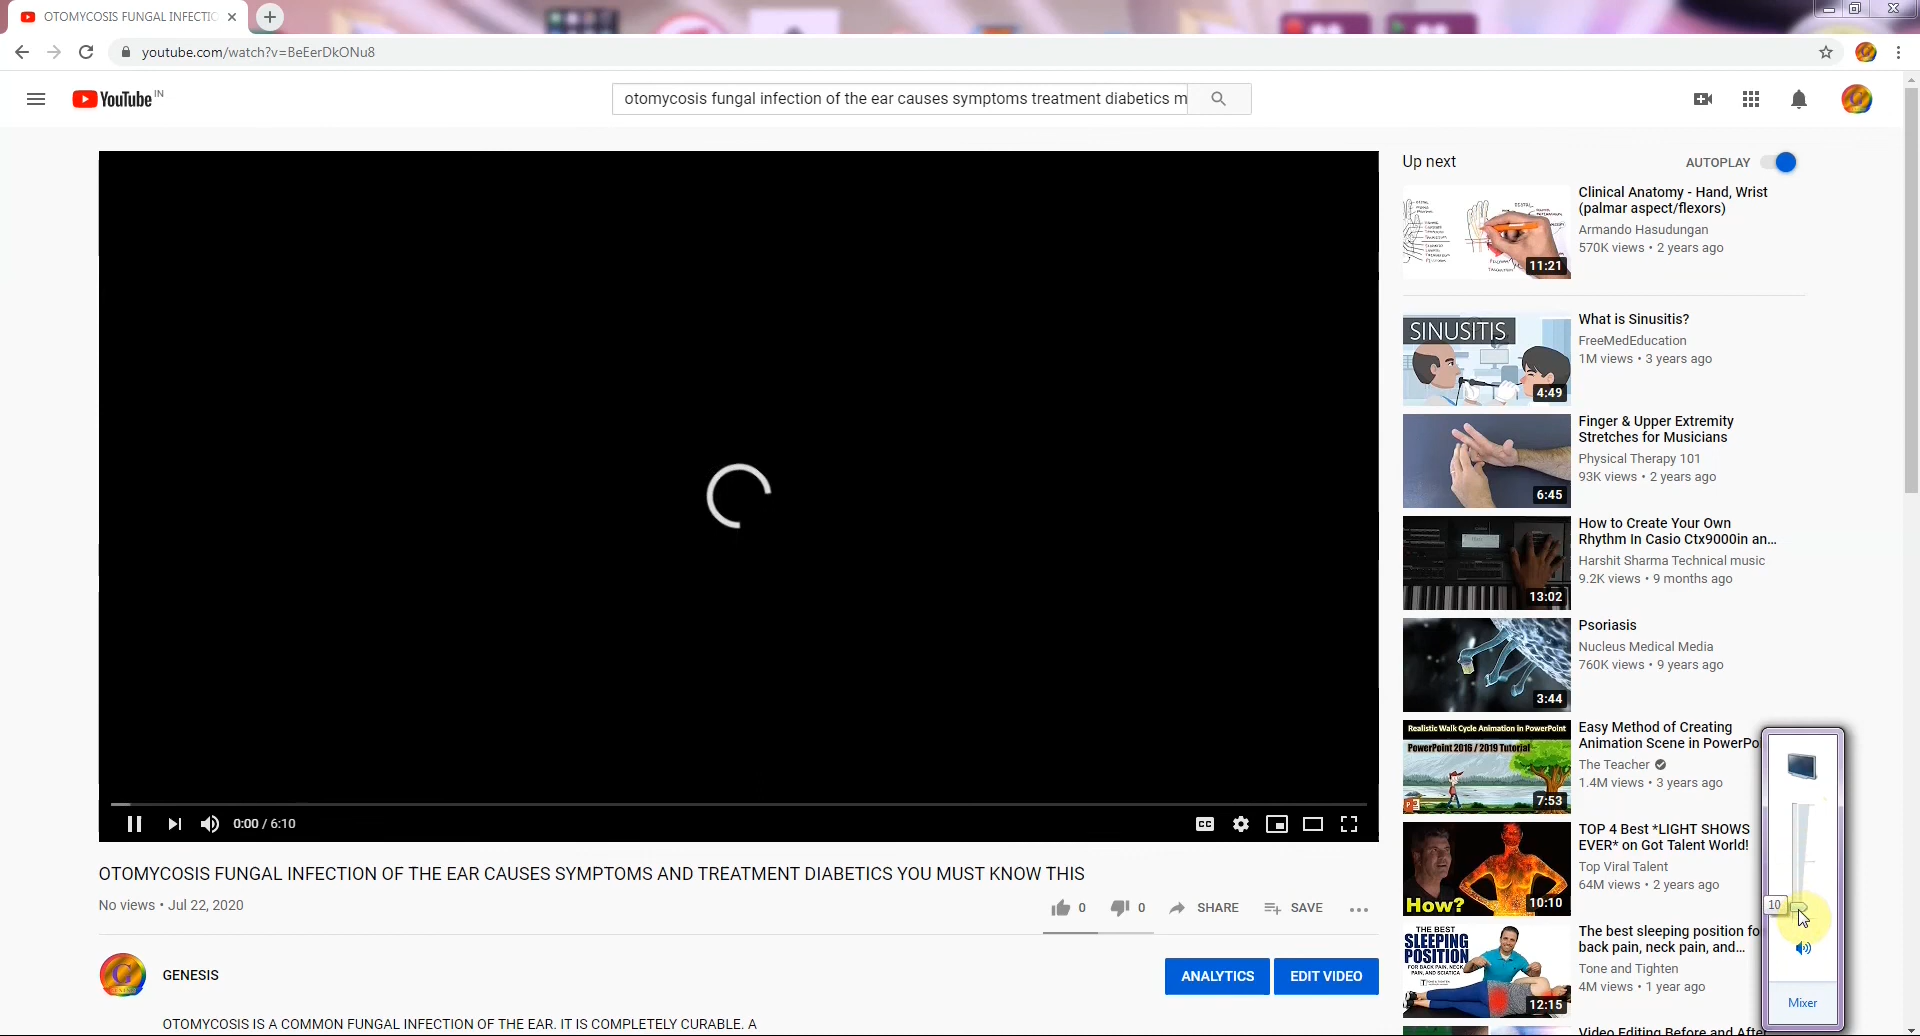 OTOMYCOSIS FUNGAL INFECTIO
youtube.com/watch?v=BeEerDkONu8
YouTube IN
otomycosis fungal infection of the ear causes symptoms treatment diabetics m
Up next
AUTOPLAY
Clinical Anatomy - Hand, Wrist
(palmar aspect/flexors)
Armando Hasudungan
570K views • 2 years ago
11:21
SINUSITIS
What is Sinusitis?
FreeMedEducation
1M views • 3 years ago
4:49
Finger & Upper Extremity
Stretches for Musicians
Physical Therapy 101
93K views • 2 years ago
6:45
How to Create Your Own
Rhythm In Casio Ctx9000in an...
Harshit Sharma Technical music
9.2K views • 9 months ago
13:02
Psoriasis
Nucleus Medical Media
760K views • 9 years ago
3:44
Realistic Walk Cycle Animation in PowerPoint
PowerPoint 2016 / 2019 Tutorial
Easy Method of Creating
Animation Scene in PowerPo
The Teacher
1.4M views • 3 years ago
7:53
How?
TOP 4 Best *LIGHT SHOWS
EVER* on Got Talent World!
Top Viral Talent
64M views • 2 years ago
10:10
THE BEST
SLEEPING
POSITION
FOR BACK PAIN, NECK
PAIN, AND SCIATICA
The best sleeping position fo
back pain, neck pain, and...
Tone and Tighten
4M views • 1 year ago
12:15
Video Editing Before and After
10
Mixer
0:00 / 6:10
CC
OTOMYCOSIS FUNGAL INFECTION OF THE EAR CAUSES SYMPTOMS AND TREATMENT DIABETICS YOU MUST KNOW THIS
No views • Jul 22, 2020
0
0
SHARE
SAVE
GENESIS
ANALYTICS
EDIT VIDEO
OTOMYCOSIS IS A COMMON FUNGAL INFECTION OF THE EAR. IT IS COMPLETELY CURABLE. A